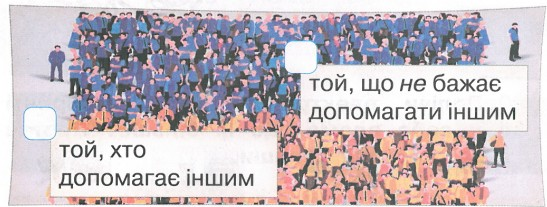 той, що не бажає
допомагати іншим
той, хто
допомагає іншим